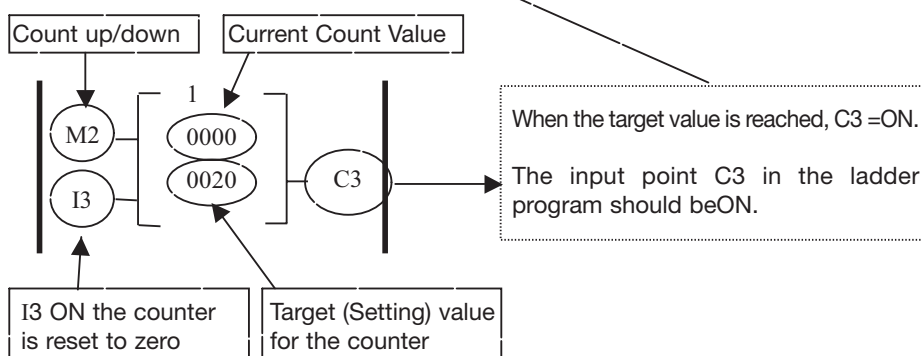 Count up/down
Current Count Value
1
M2
0000
When the target value is reached, C3 =ON.
0020
C3
The input point C3 in the ladder
program should beON.
I3
I3 ON the counter
is reset to zero
Target (Setting) value
for the counter